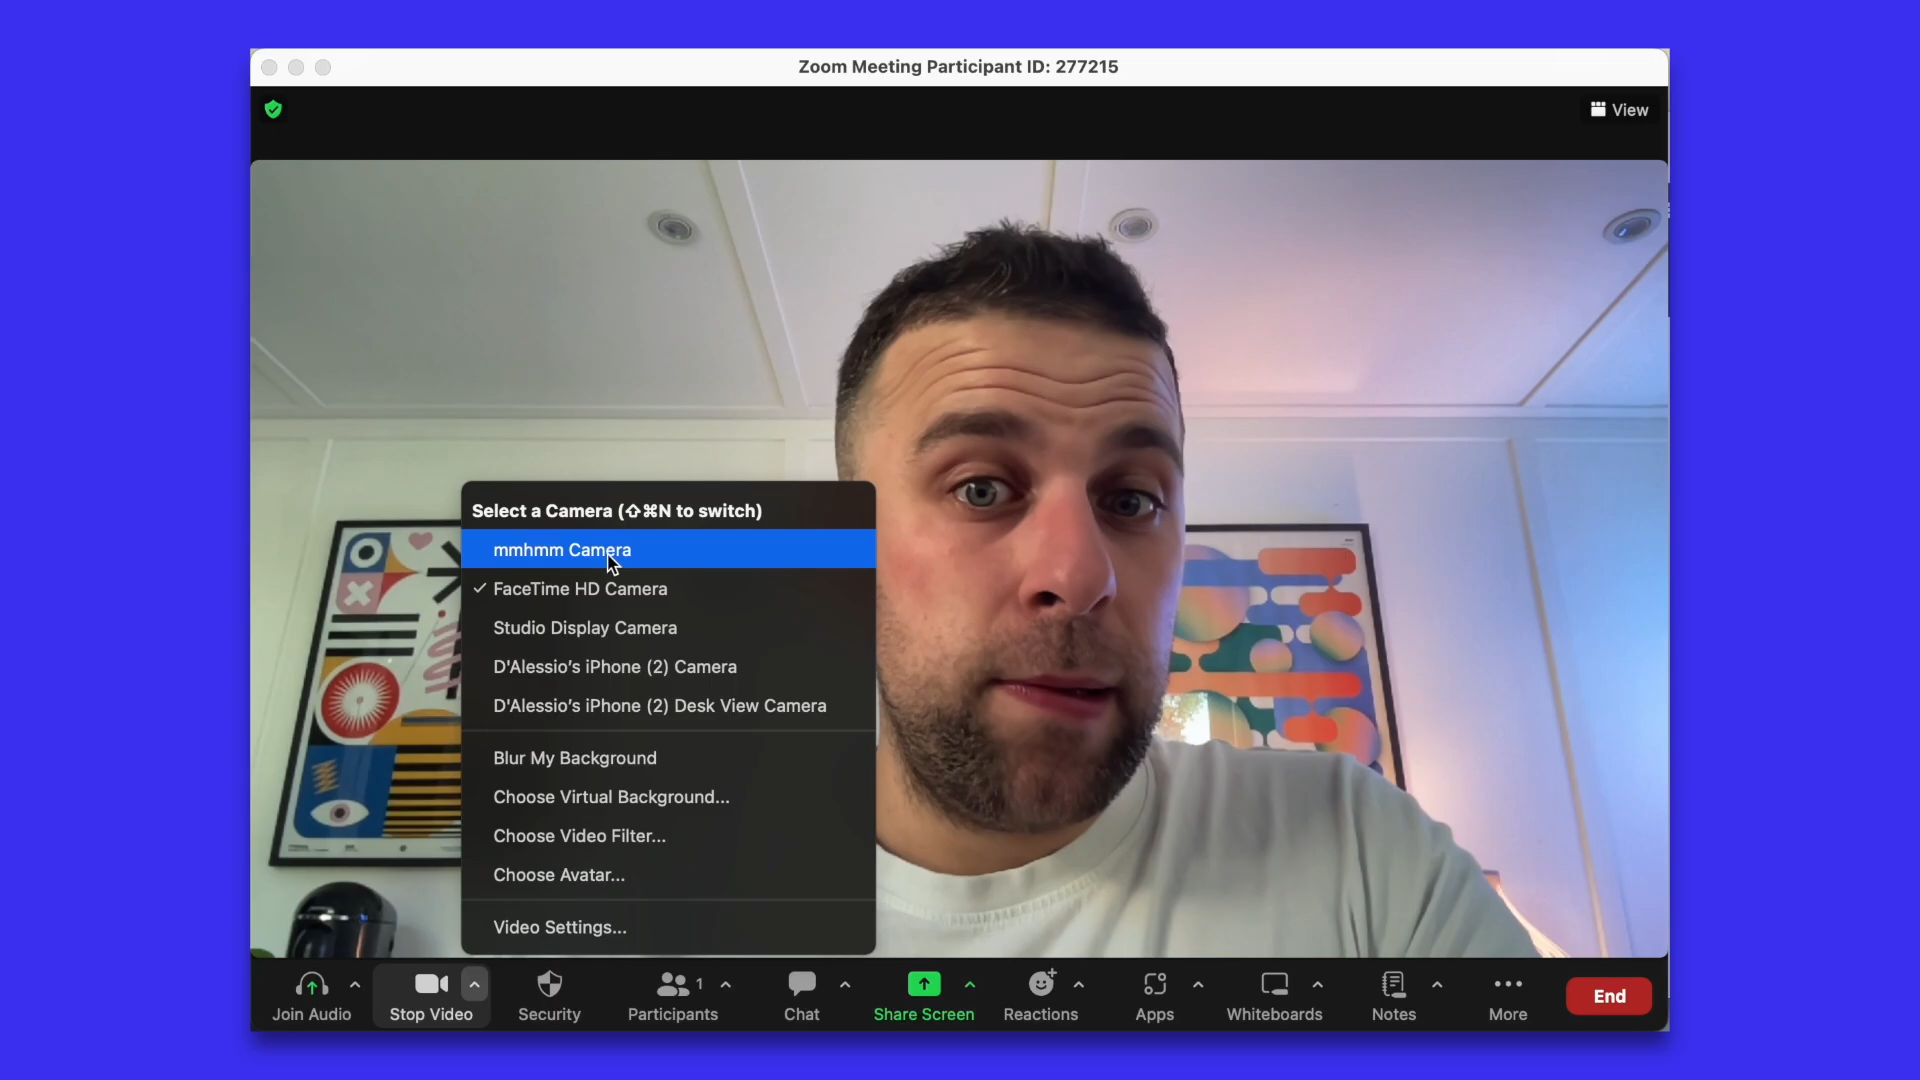 Zoom Meeting Participant ID: 277215
View
Select a Camera (⇧⌘N to switch)
mmhmm Camera
✓ FaceTime HD Camera
Studio Display Camera
D'Alessio's iPhone (2) Camera
D'Alessio's iPhone (2) Desk View Camera
Blur My Background
Choose Virtual Background...
Choose Video Filter...
Choose Avatar...
Video Settings...
1
Join Audio
Stop Video
Security
Participants
Chat
Share Screen
Reactions
Apps
Whiteboards
Notes
More
End